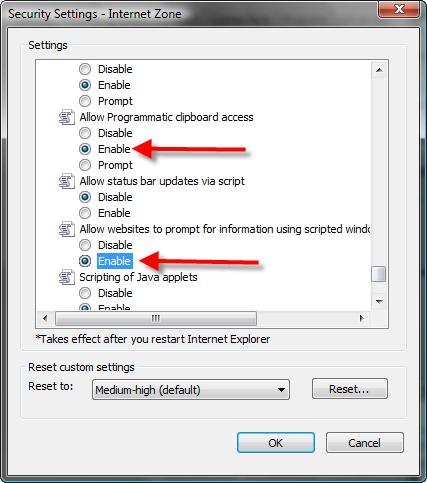 Security Settings - Internet Zone
Settings
Disable
Enable
Prompt
Allow Programmatic clipboard access
Disable
Enable
Prompt
Allow status bar updates via script
Disable
Enable
Allow websites to prompt for information using scripted windo
Disable
Enable
Scripting of Java applets
Disable
Enable
*Takes effect after you restart Internet Explorer
Reset custom settings
Reset to: Medium-high (default) Reset...
OK Cancel